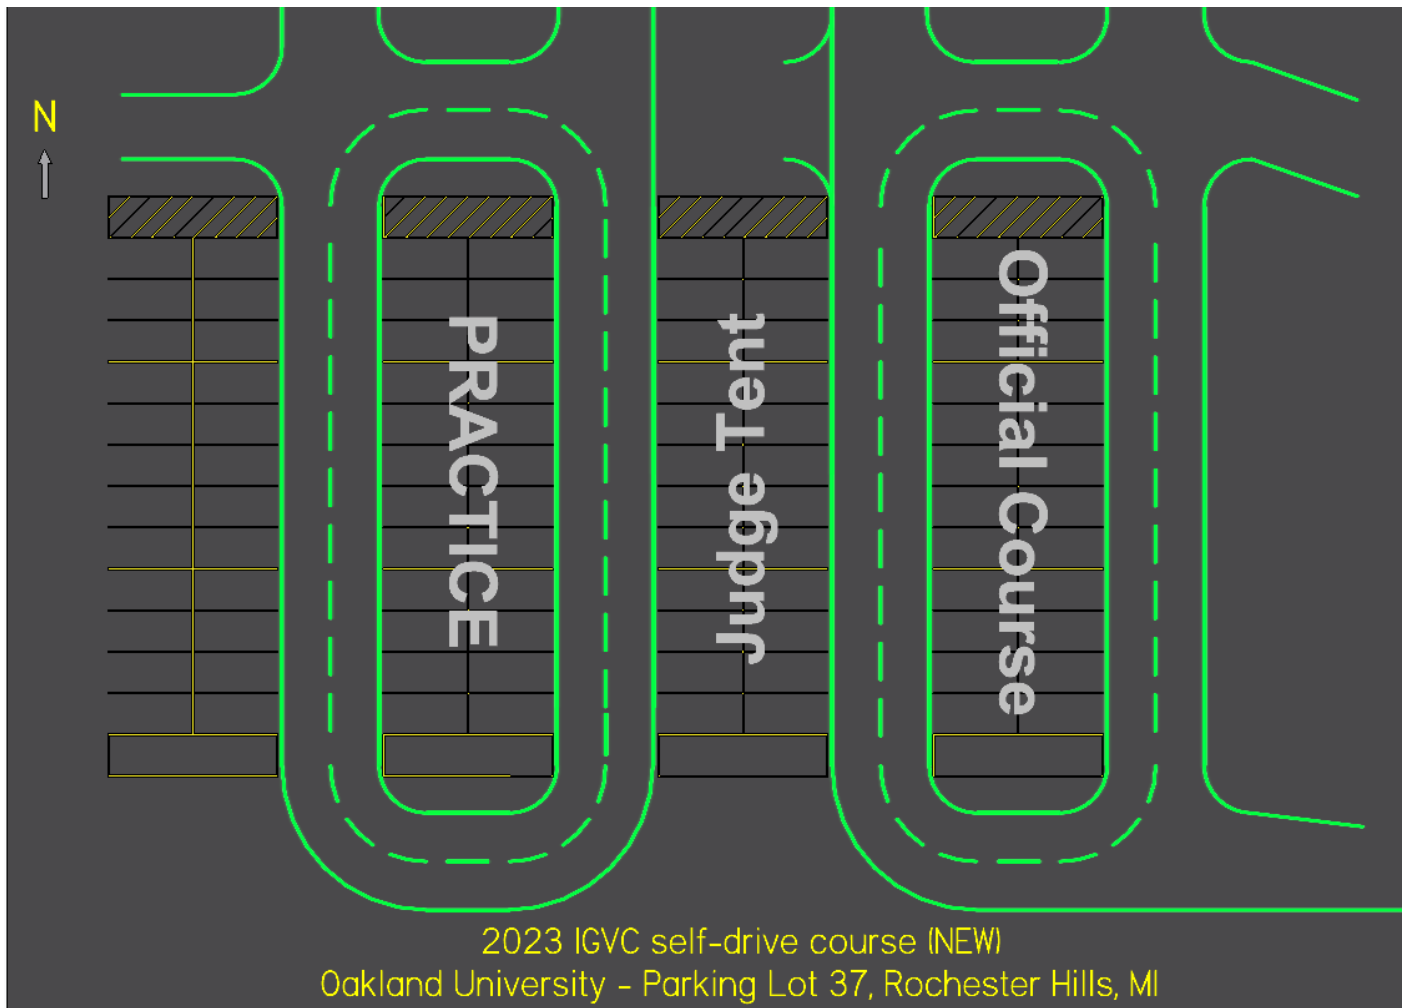 N
PRACTICE
Judge Tent
Official Course
2023 IGVC self-drive course (NEW)
Oakland University - Parking Lot 37, Rochester Hills, MI